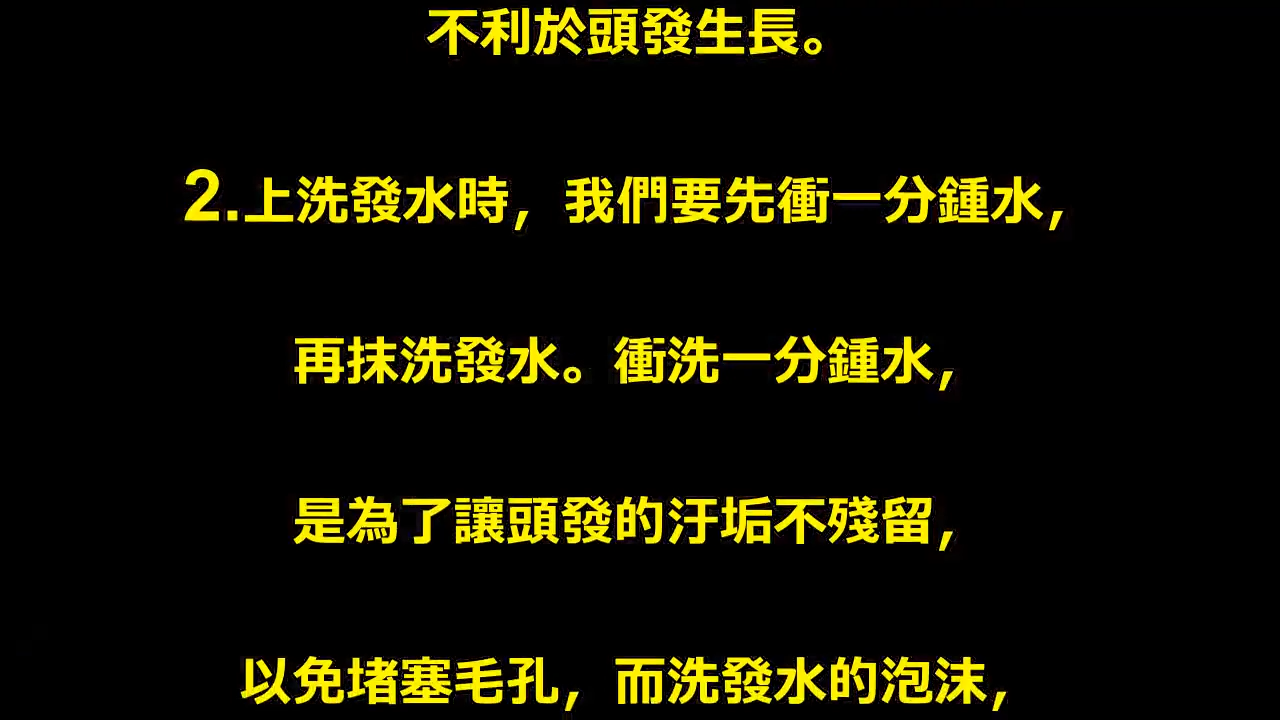 不利於頭發生長。
2.上洗發水時，我們要先衝一分鍾水，
再抹洗發水。衝洗一分鍾水，
是為了讓頭發的汙垢不殘留，
以免堵塞毛孔，而洗發水的泡沫，